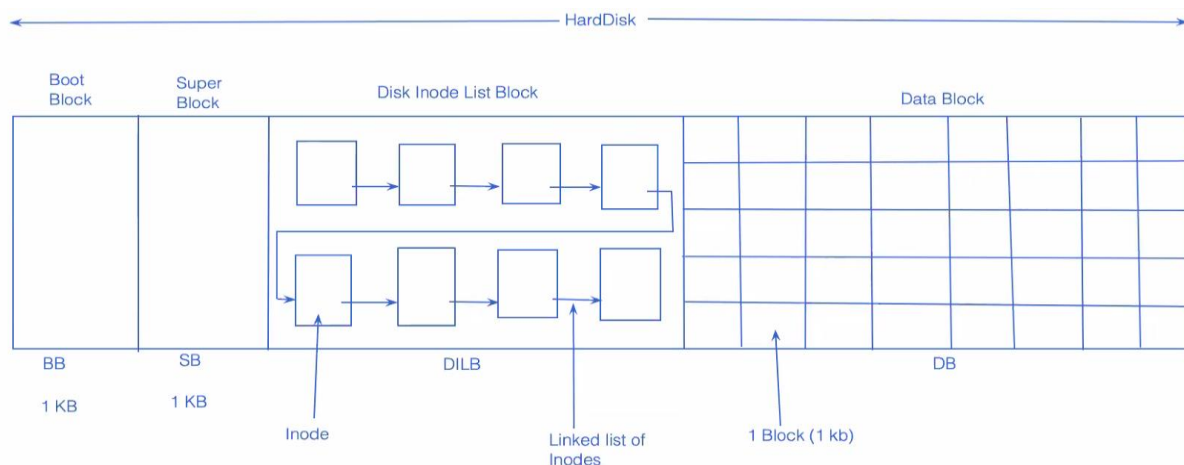 HardDisk
Boot
Block
Super
Block
Disk Inode List Block
Data Block
BB
SB
DILB
DB
1 KB
1 KB
Inode
Linked list of
Inodes
1 Block (1 kb)